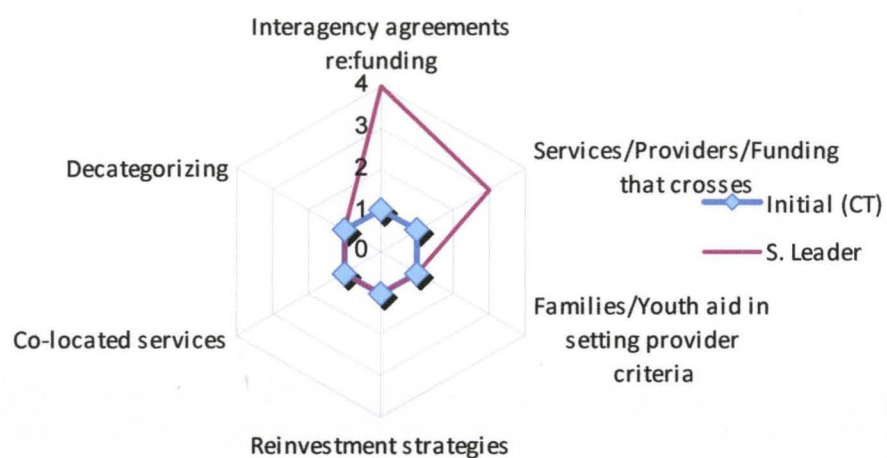 Interagency agreements
re:funding
4
3
2
1
0
Services/Providers/Funding
that crosses
Families/Youth aid in
setting provider
criteria
Reinvestment strategies
Co-located services
Decategorizing
Initial (CT)
S. Leader